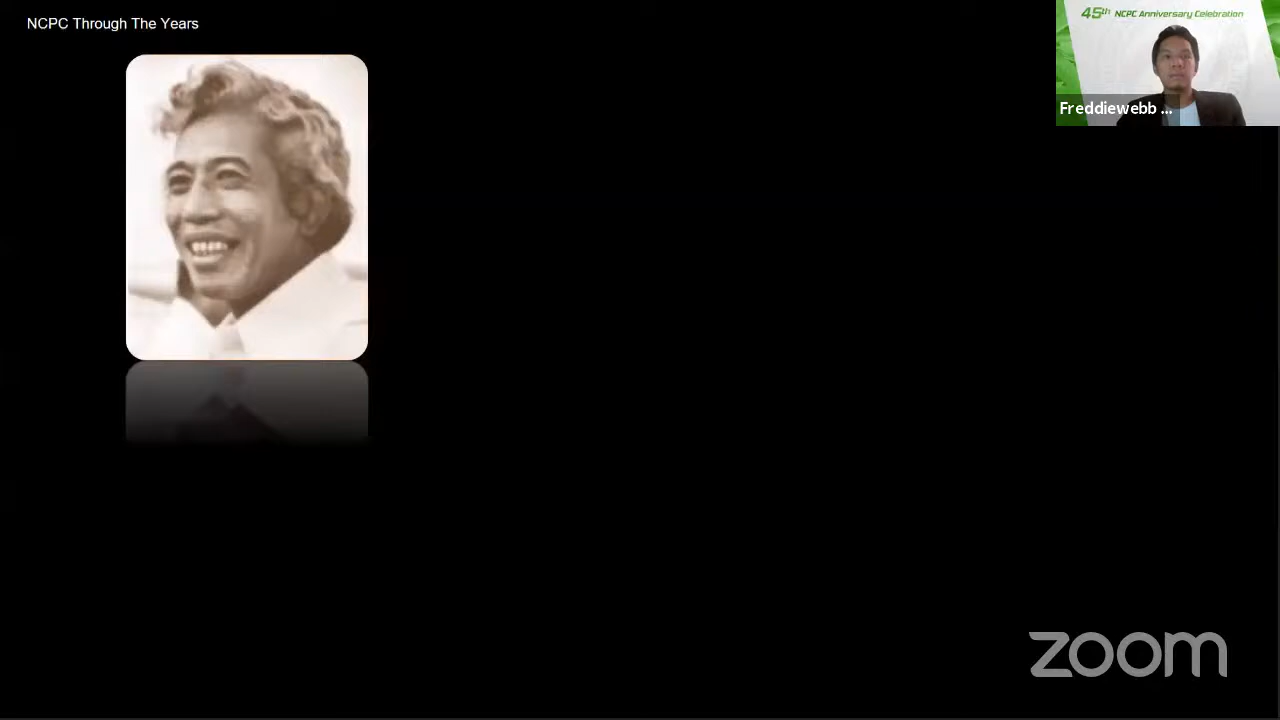 NCPC Through The Years
45th NCPC Anniversary Celebration
Freddiewebb ...
zoom